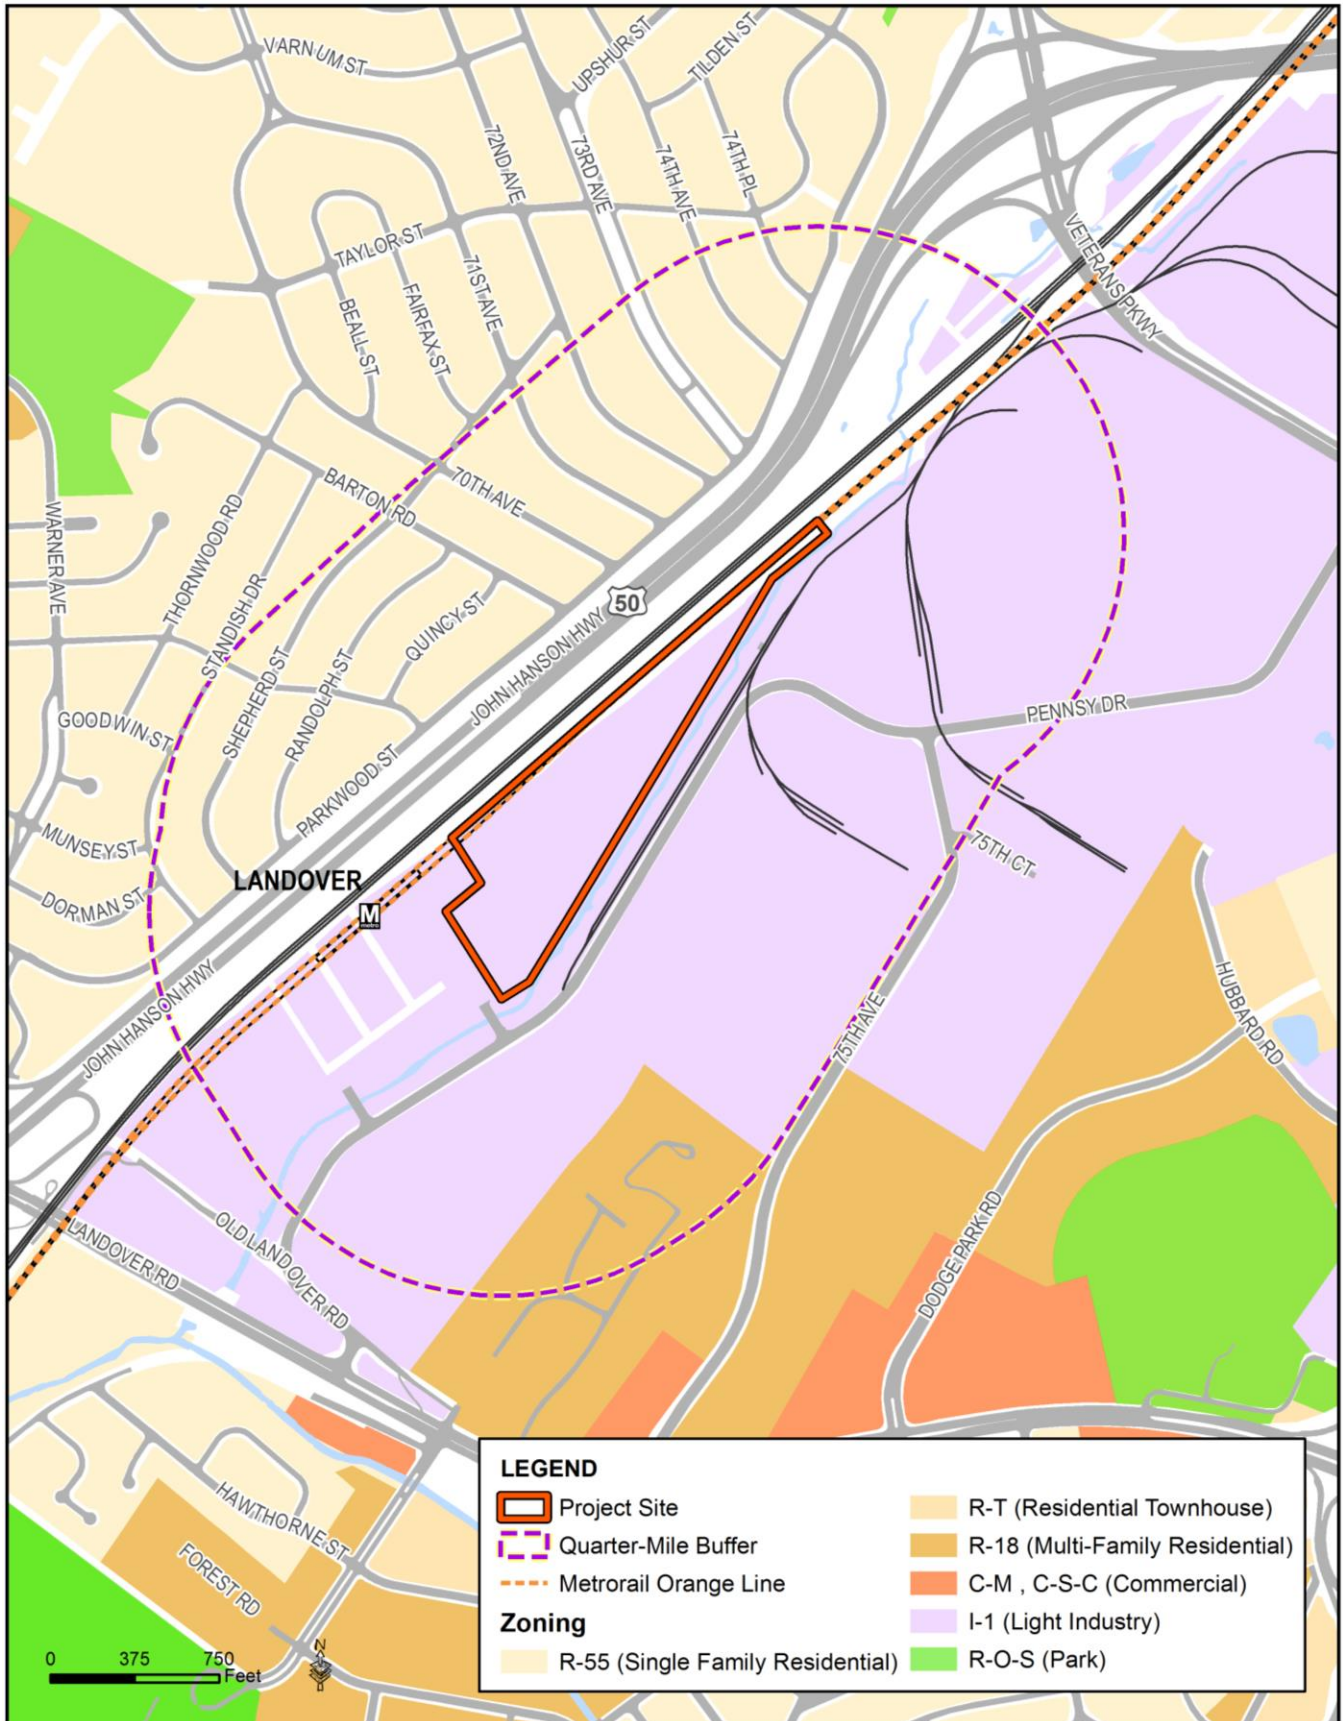 VARNUM ST
UPSHUR ST
TILDEN ST
72ND AVE
73RD AVE
74TH AVE
74TH PL
TAYLOR ST
71ST AVE
FAIRFAX ST
BEALL ST
VETERANS PKWY
BARTON RD
70TH AVE
WARNER AVE
THORNWOOD RD
STANDISH DR
QUINCY ST
50
JOHN HANSON HWY
SHEPHERD ST
RANDOLPH ST
GOODWIN ST
PARKWOOD ST
PENNSY DR
MUNSEY ST
75TH CT
LANDOVER
DORMAN ST
M
metro
JOHN HANSON HWY
75TH AVE
HUBBARD RD
OLD LANDOVER RD
LANDOVER RD
DODGE PARK RD
HAWTHORNE ST
FOREST RD
LEGEND
Project Site
Quarter-Mile Buffer
Metrorail Orange Line
Zoning
R-55 (Single Family Residential)
R-T (Residential Townhouse)
R-18 (Multi-Family Residential)
C-M , C-S-C (Commercial)
I-1 (Light Industry)
R-O-S (Park)
0 375 750
Feet
N